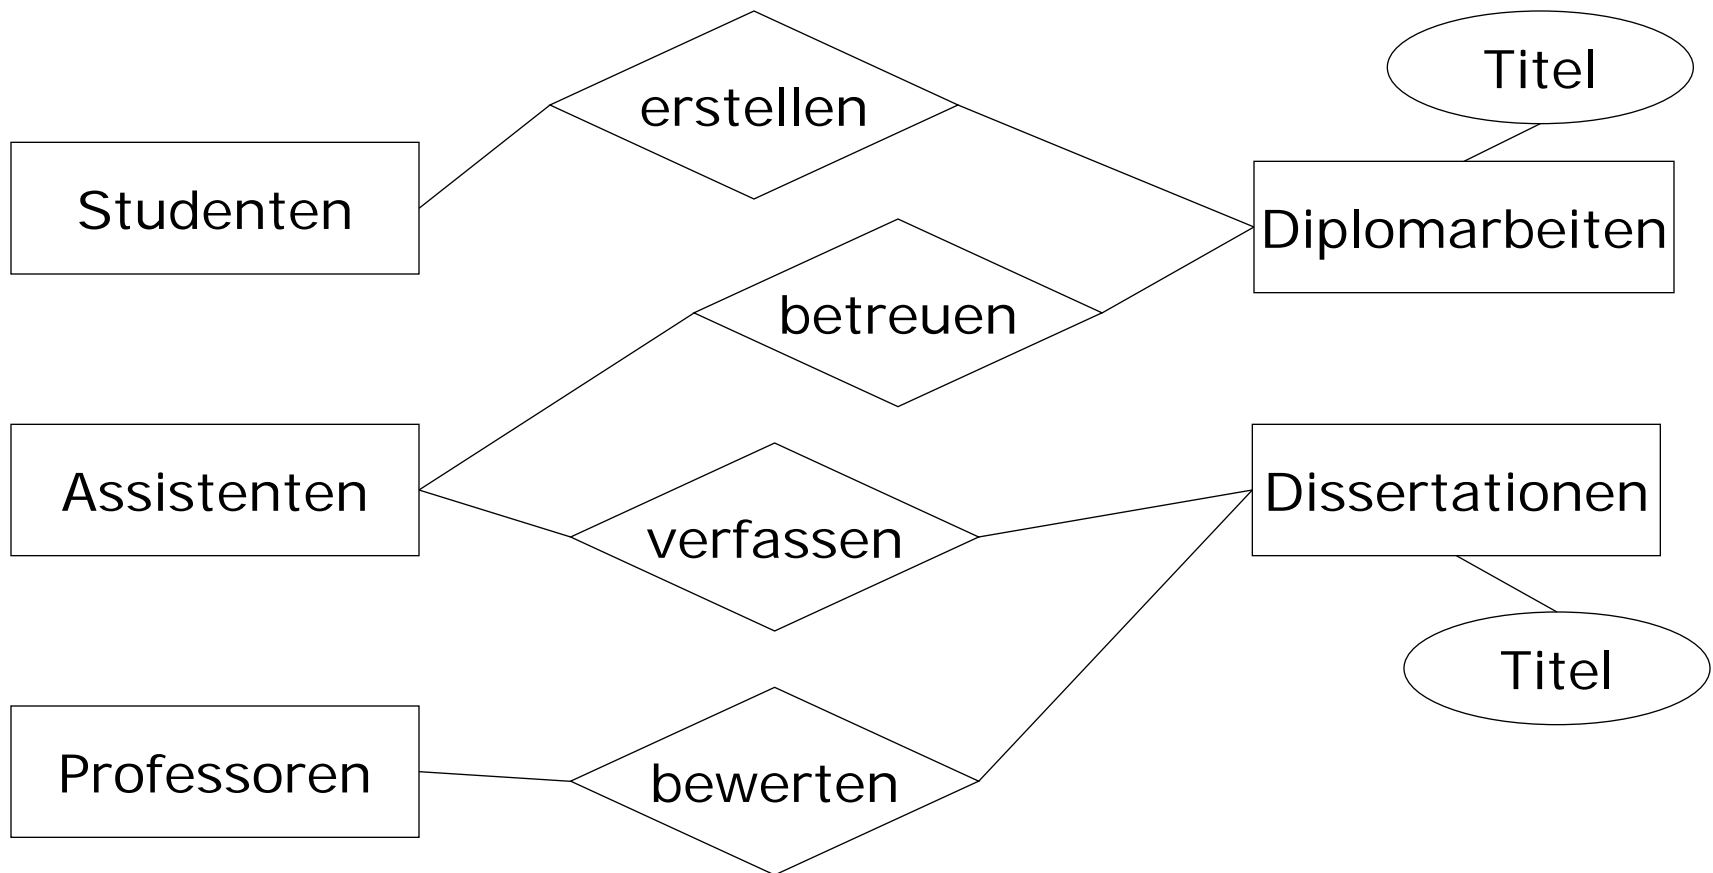 Titel
erstellen
Studenten
Diplomarbeiten
betreuen
Assistenten
Dissertationen
verfassen
Titel
Professoren
bewerten